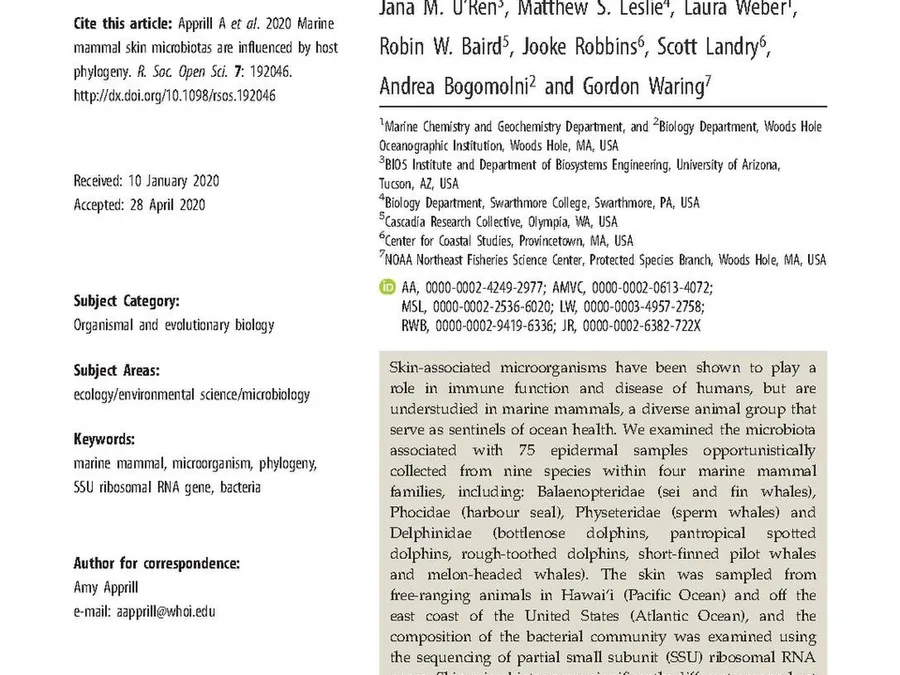 Cite this article: Apprill A et al. 2020 Marine
mammal skin microbiotas are influenced by host
phylogeny. R. Soc. Open Sci. 7: 192046.
http://dx.doi.org/10.1098/rsos.192046
Received: 10 January 2020
Accepted: 28 April 2020
Subject Category:
Organismal and evolutionary biology
Subject Areas:
ecology/environmental science/microbiology
Keywords:
marine mammal, microorganism, phylogeny,
SSU ribosomal RNA gene, bacteria
Author for correspondence:
Amy Apprill
e-mail: aapprill@whoi.edu
Jana M. U'Ren³, Matthew S. Leslie⁴, Laura Weber¹,
Robin W. Baird⁵, Jooke Robbins⁶, Scott Landry⁶,
Andrea Bogomolni² and Gordon Waring⁷
¹Marine Chemistry and Geochemistry Department, and ²Biology Department, Woods Hole
Oceanographic Institution, Woods Hole, MA, USA
³BIO5 Institute and Department of Biosystems Engineering, University of Arizona,
Tucson, AZ, USA
⁴Biology Department, Swarthmore College, Swarthmore, PA, USA
⁵Cascadia Research Collective, Olympia, WA, USA
⁶Center for Coastal Studies, Provincetown, MA, USA
⁷NOAA Northeast Fisheries Science Center, Protected Species Branch, Woods Hole, MA, USA
iD AA, 0000-0002-4249-2977; AMVC, 0000-0002-0613-4072;
MSL, 0000-0002-2536-6020; LW, 0000-0003-4957-2758;
RWB, 0000-0002-9419-6336; JR, 0000-0002-6382-722X
Skin-associated microorganisms have been shown to play a
role in immune function and disease of humans, but are
understudied in marine mammals, a diverse animal group that
serve as sentinels of ocean health. We examined the microbiota
associated with 75 epidermal samples opportunistically
collected from nine species within four marine mammal
families, including: Balaenopteridae (sei and fin whales),
Phocidae (harbour seal), Physeteridae (sperm whales) and
Delphinidae (bottlenose dolphins, pantropical spotted
dolphins, rough-toothed dolphins, short-finned pilot whales
and melon-headed whales). The skin was sampled from
free-ranging animals in Hawai'i (Pacific Ocean) and off the
east coast of the United States (Atlantic Ocean), and the
composition of the bacterial community was examined using
the sequencing of partial small subunit (SSU) ribosomal RNA